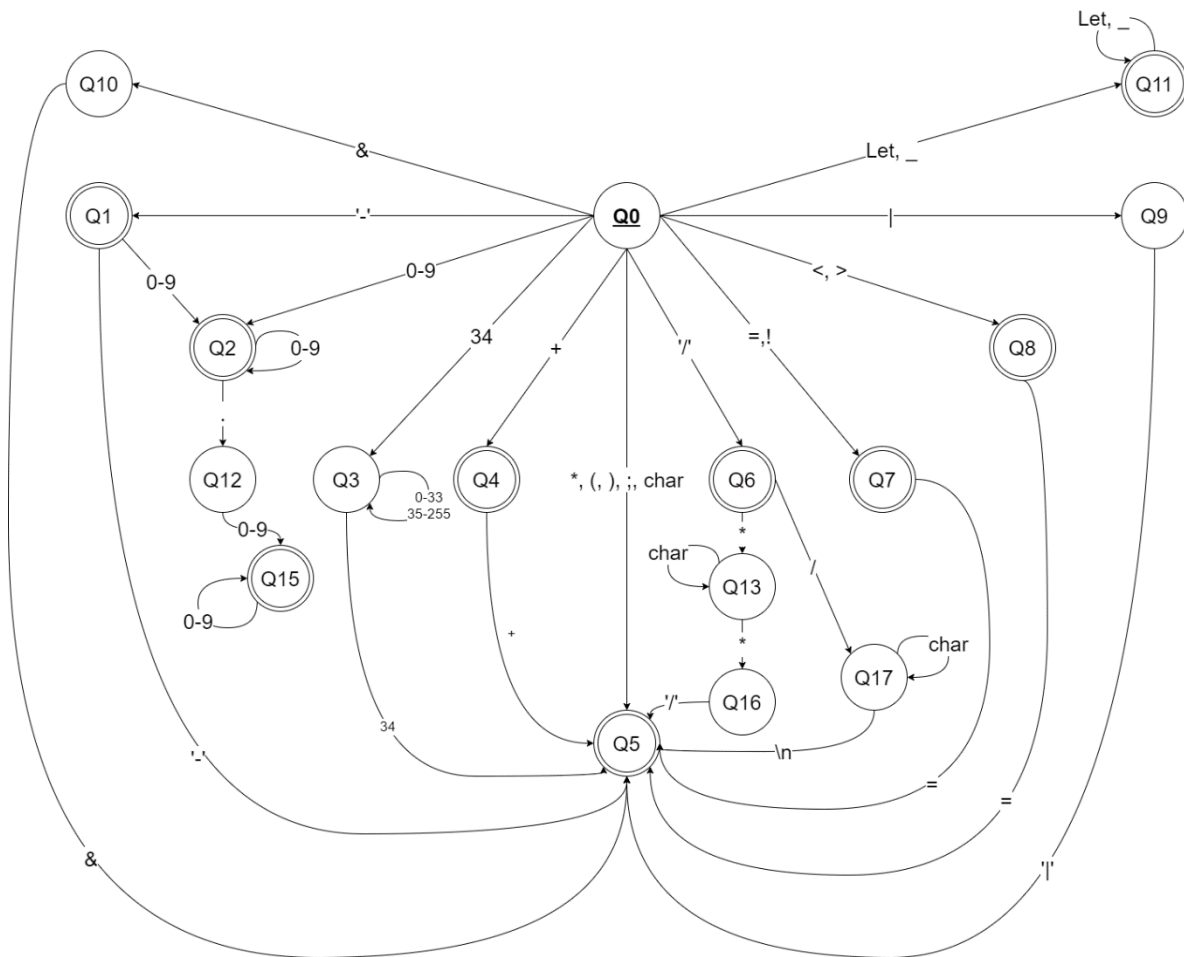 Let, _
Q10
Q11
&
Let, _
Q1
'-'
Q0
|
Q9
0-9
0-9
<, >
Q2
0-9
34
+
'/'
=,!
Q8
.
Q12
Q3
0-33
35-255
Q4
*, (, ), ;, char
Q6
Q7
0-9
*
char
Q13
/
Q15
0-9
+
*
char
Q17
Q16
'/'
34
Q5
\n
'-'
=
=
&
'|'